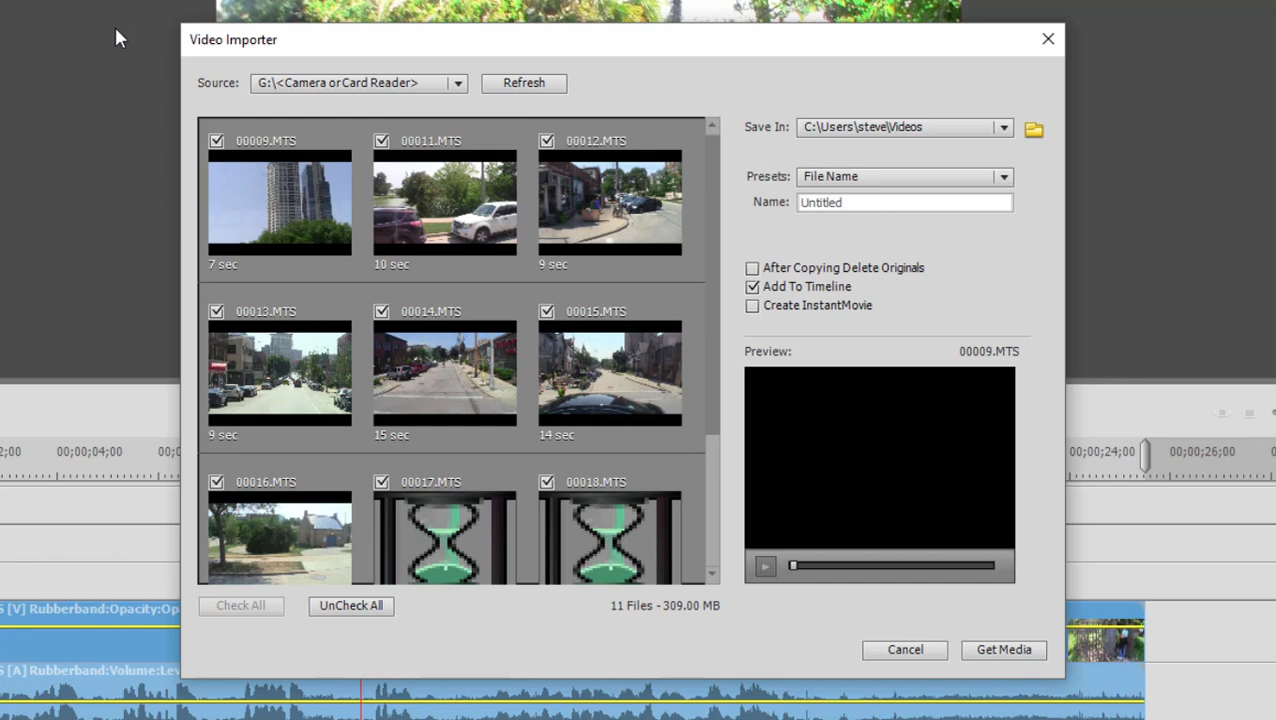 Video Importer
Source: G:\<Camera or Card Reader> Refresh
00009.MTS 00011.MTS 00012.MTS
7 sec 10 sec 9 sec
00013.MTS 00014.MTS 00015.MTS
9 sec 15 sec 14 sec
00016.MTS 00017.MTS 00018.MTS
Check All UnCheck All 11 Files - 309.00 MB
Save In: C:\Users\steve\Videos
Presets: File Name
Name: Untitled
After Copying Delete Originals
Add To Timeline
Create InstantMovie
Preview: 00009.MTS
Cancel Get Media
2;00 00;00;04;00 00;0 00;00;24;00 00;00;26;00
S [V] Rubberband:Opacity:Op
S [A] Rubberband:Volume:Lev